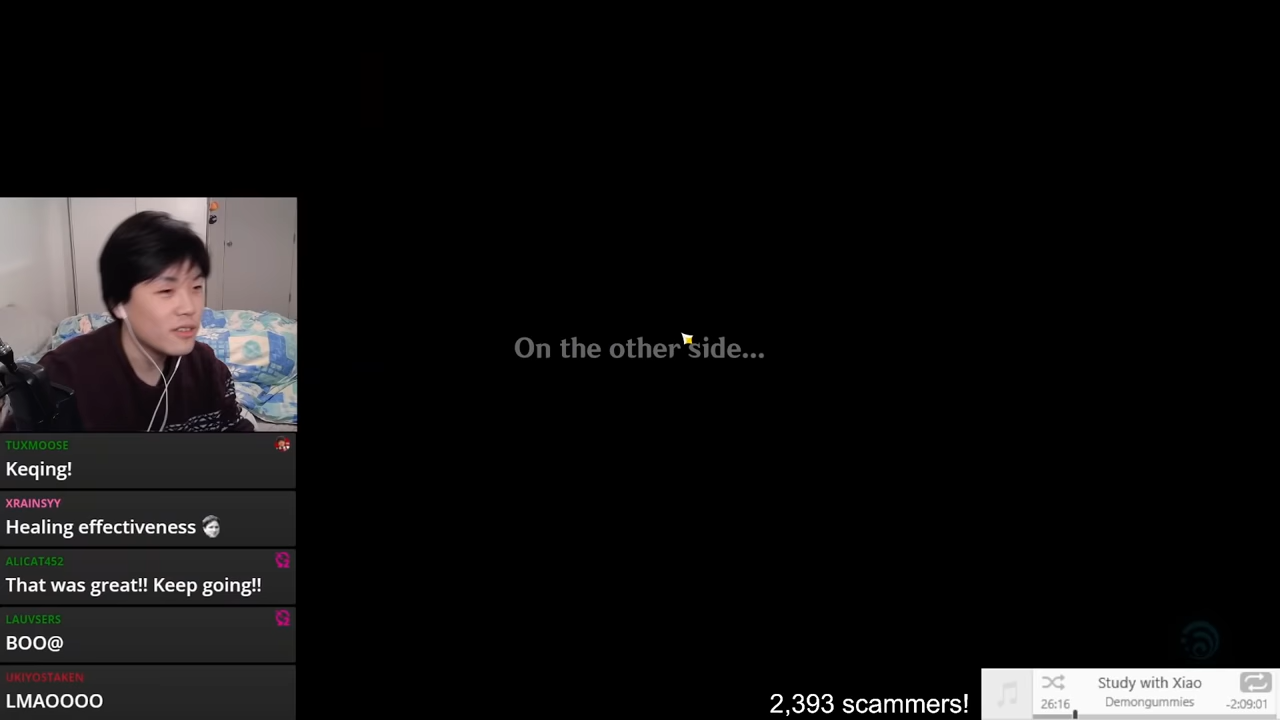 On the other side...
TUXMOOSE
Keqing!
XRAINSYY
Healing effectiveness
ALICAT452
That was great!! Keep going!!
LAUVSERS
BOO@
UKIYOSTAKEN
LMAOOOO
2,393 scammers!
Study with Xiao
26:16 Demongummies -2:09:01